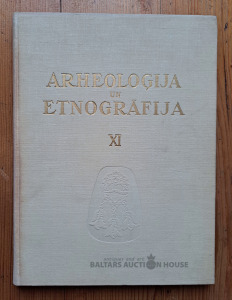 ARHEOLOĢIJA
UN
ETNOGRĀFIJA
XI
BALTARS AUCTION HOUSE